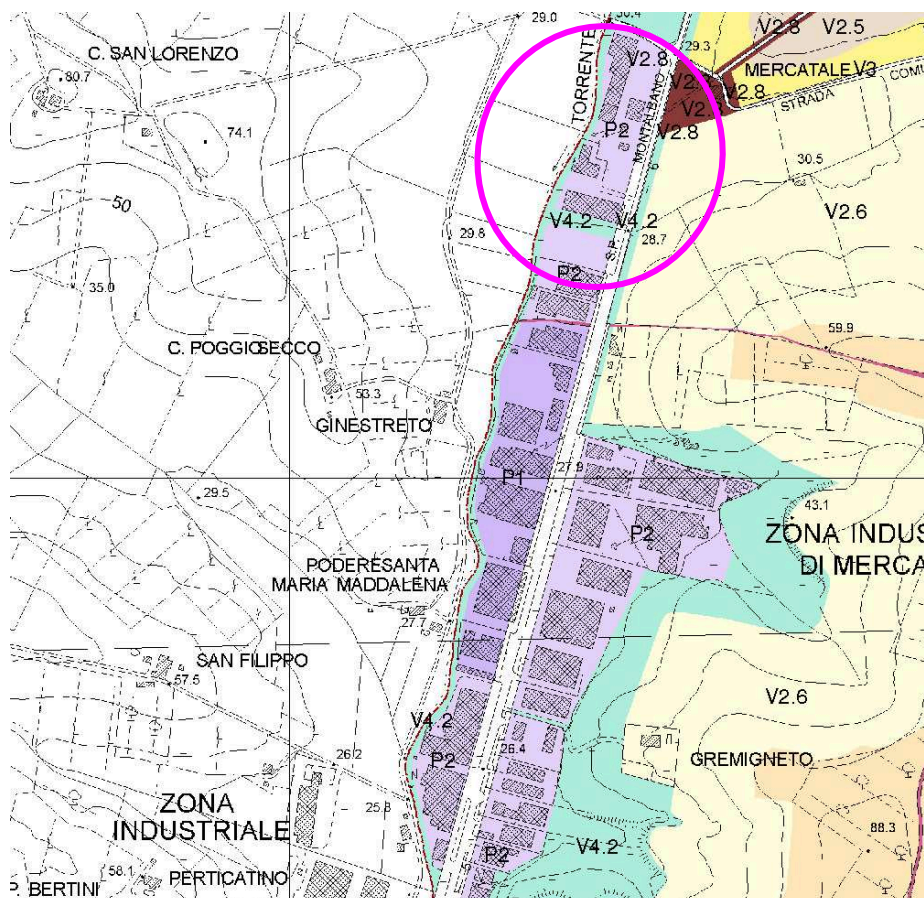 29.0
30.4
C. SAN LORENZO
80.7
74.1
TORRENTE
V2.8
29.3
V2.8
V2.5
MERCATALE V3
V2.8
STRADA
COMU
P2
MONTALBANO
V2.8
30.5
50
V4.2
V4.2
V2.6
29.8
S.P.
28.7
35.0
P2
C. POGGIOSECCO
59.9
53.3
GINESTRETO
P1
27.9
29.5
43.1
P2
ZONA INDUS
DI MERCA
PODERESANTA
MARIA MADDALENA
27.7
SAN FILIPPO
57.5
V2.6
V4.2
26.2
P2
26.4
GREMIGNETO
ZONA
INDUSTRIALE
25.8
V4.2
88.3
P2
58.1
PERTICATINO
P. BERTINI